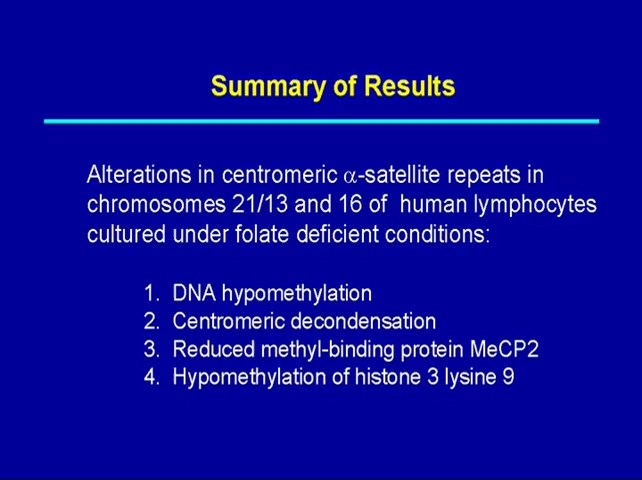 Summary of Results
Alterations in centromeric α-satellite repeats in
chromosomes 21/13 and 16 of human lymphocytes
cultured under folate deficient conditions:
1. DNA hypomethylation
2. Centromeric decondensation
3. Reduced methyl-binding protein MeCP2
4. Hypomethylation of histone 3 lysine 9